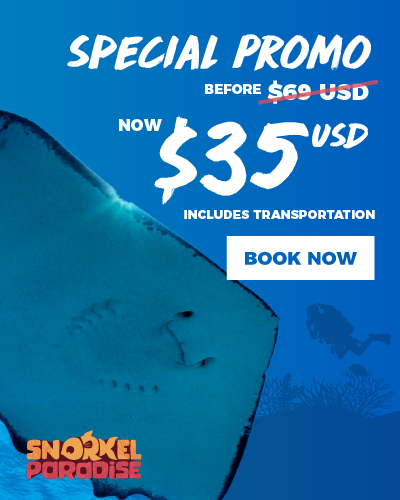 SPECIAL PROMO
BEFORE $69 USD
NOW $35 USD
INCLUDES TRANSPORTATION
BOOK NOW
SNORKEL
PARADISE